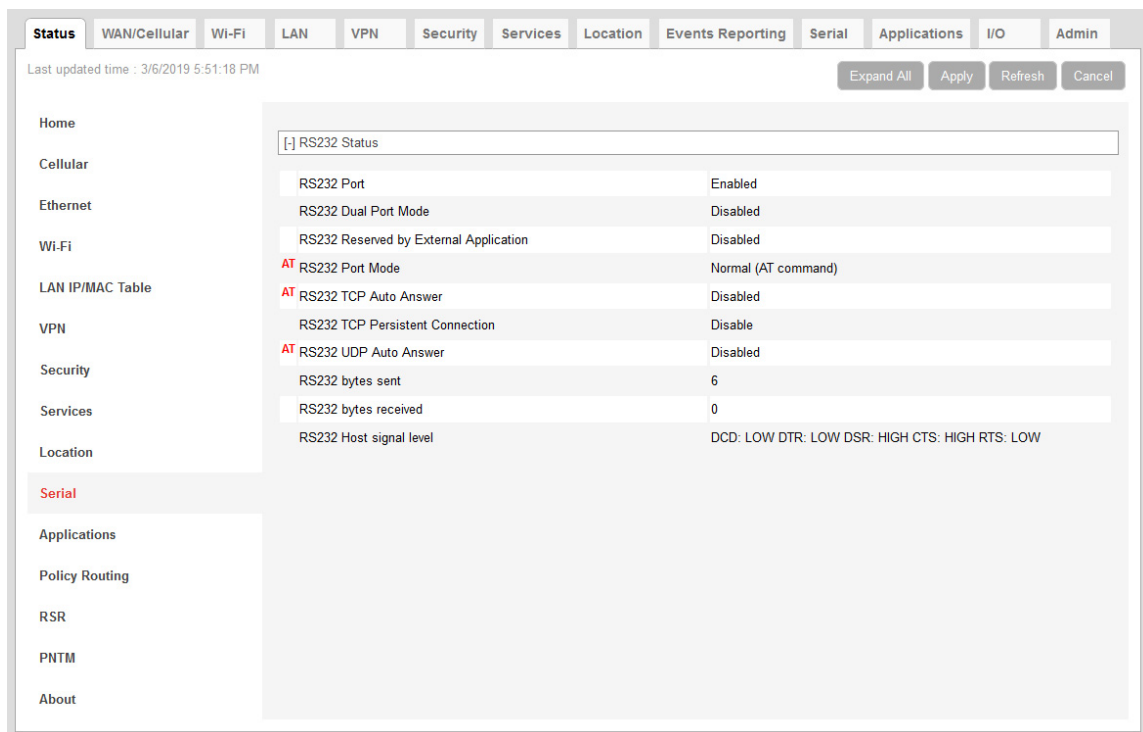 Status WAN/Cellular Wi-Fi LAN VPN Security Services Location Events Reporting Serial Applications I/O Admin
Last updated time : 3/6/2019 5:51:18 PM
Expand All Apply Refresh Cancel
Home
Cellular
Ethernet
Wi-Fi
LAN IP/MAC Table
VPN
Security
Services
Location
Serial
Applications
Policy Routing
RSR
PNTM
About
[-] RS232 Status
RS232 Port Enabled
RS232 Dual Port Mode Disabled
RS232 Reserved by External Application Disabled
AT RS232 Port Mode Normal (AT command)
AT RS232 TCP Auto Answer Disabled
RS232 TCP Persistent Connection Disable
AT RS232 UDP Auto Answer Disabled
RS232 bytes sent 6
RS232 bytes received 0
RS232 Host signal level DCD: LOW DTR: LOW DSR: HIGH CTS: HIGH RTS: LOW